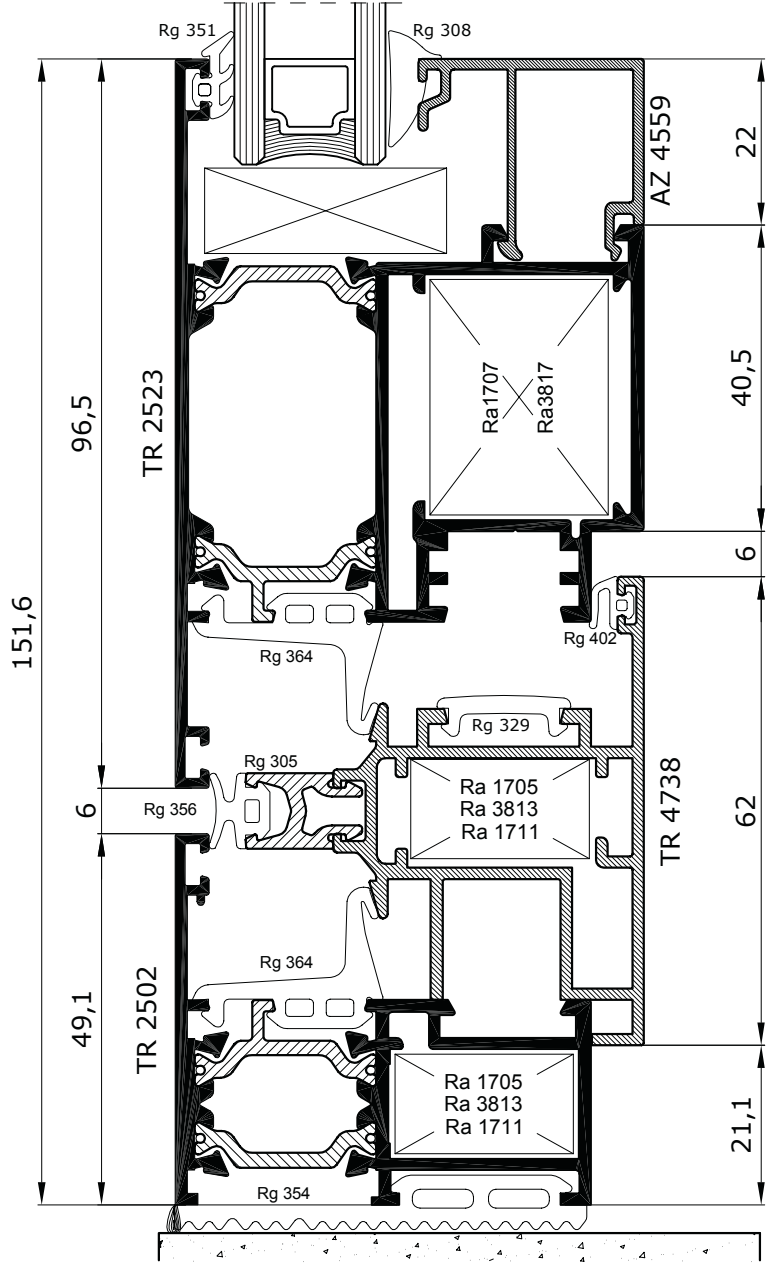 Rg 351
Rg 308
AZ 4559
22
TR 2523
96,5
Ra1707
Ra3817
40,5
151,6
6
Rg 402
Rg 364
Rg 329
Rg 305
Rg 356
6
Ra 1705
Ra 3813
Ra 1711
TR 4738
62
Rg 364
TR 2502
49,1
Ra 1705
Ra 3813
Ra 1711
21,1
Rg 354